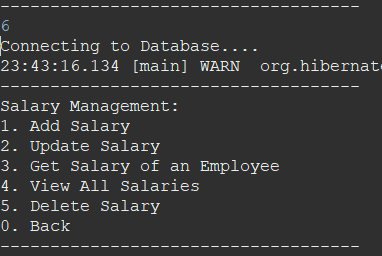 ------------------------------------
6
Connecting to Database....
23:43:16.134 [main] WARN  org.hibernat
------------------------------------
Salary Management:
1. Add Salary
2. Update Salary
3. Get Salary of an Employee
4. View All Salaries
5. Delete Salary
0. Back
------------------------------------